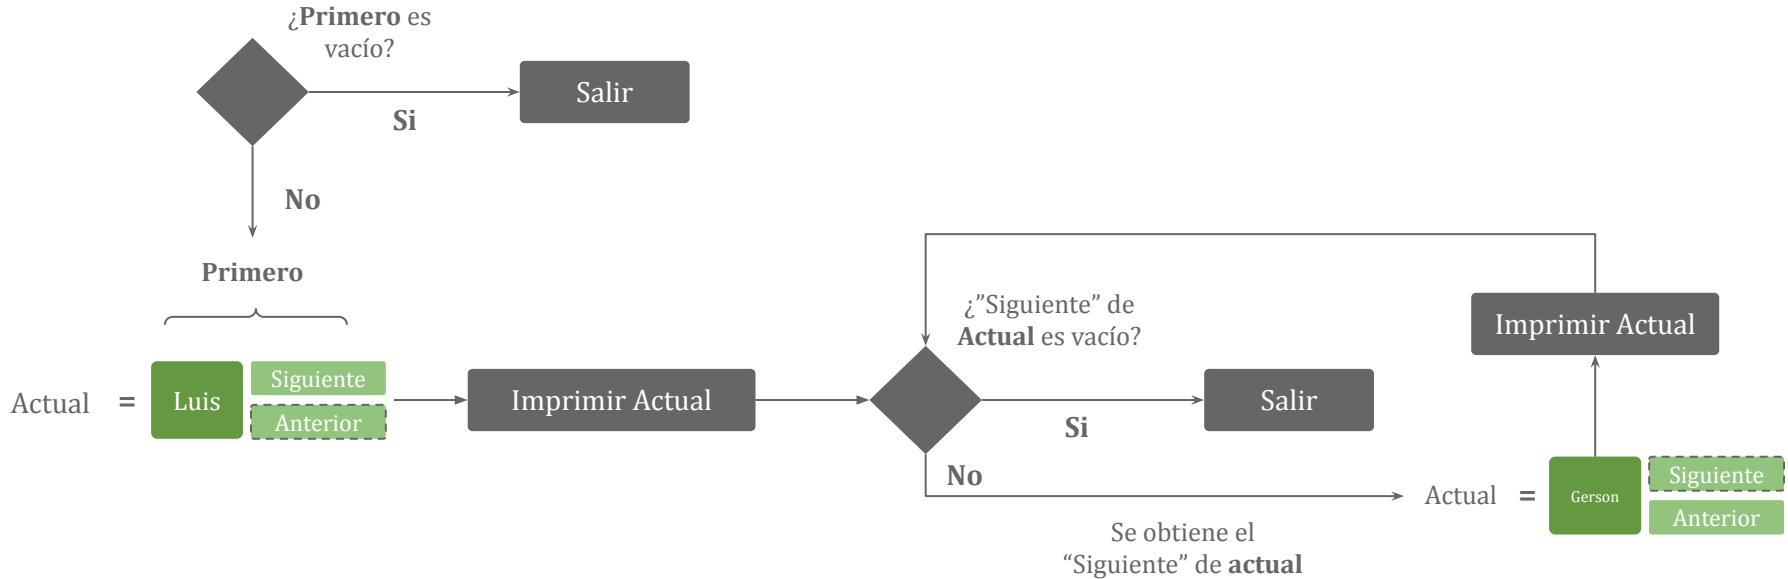 ¿Primero es
vacío?
Salir
Si
No
Primero
Actual = Luis
Siguiente
Anterior
Imprimir Actual
¿”Siguiente” de
Actual es vacío?
Salir
Si
No
Se obtiene el
“Siguiente” de actual
Actual = Gerson
Siguiente
Anterior
Imprimir Actual